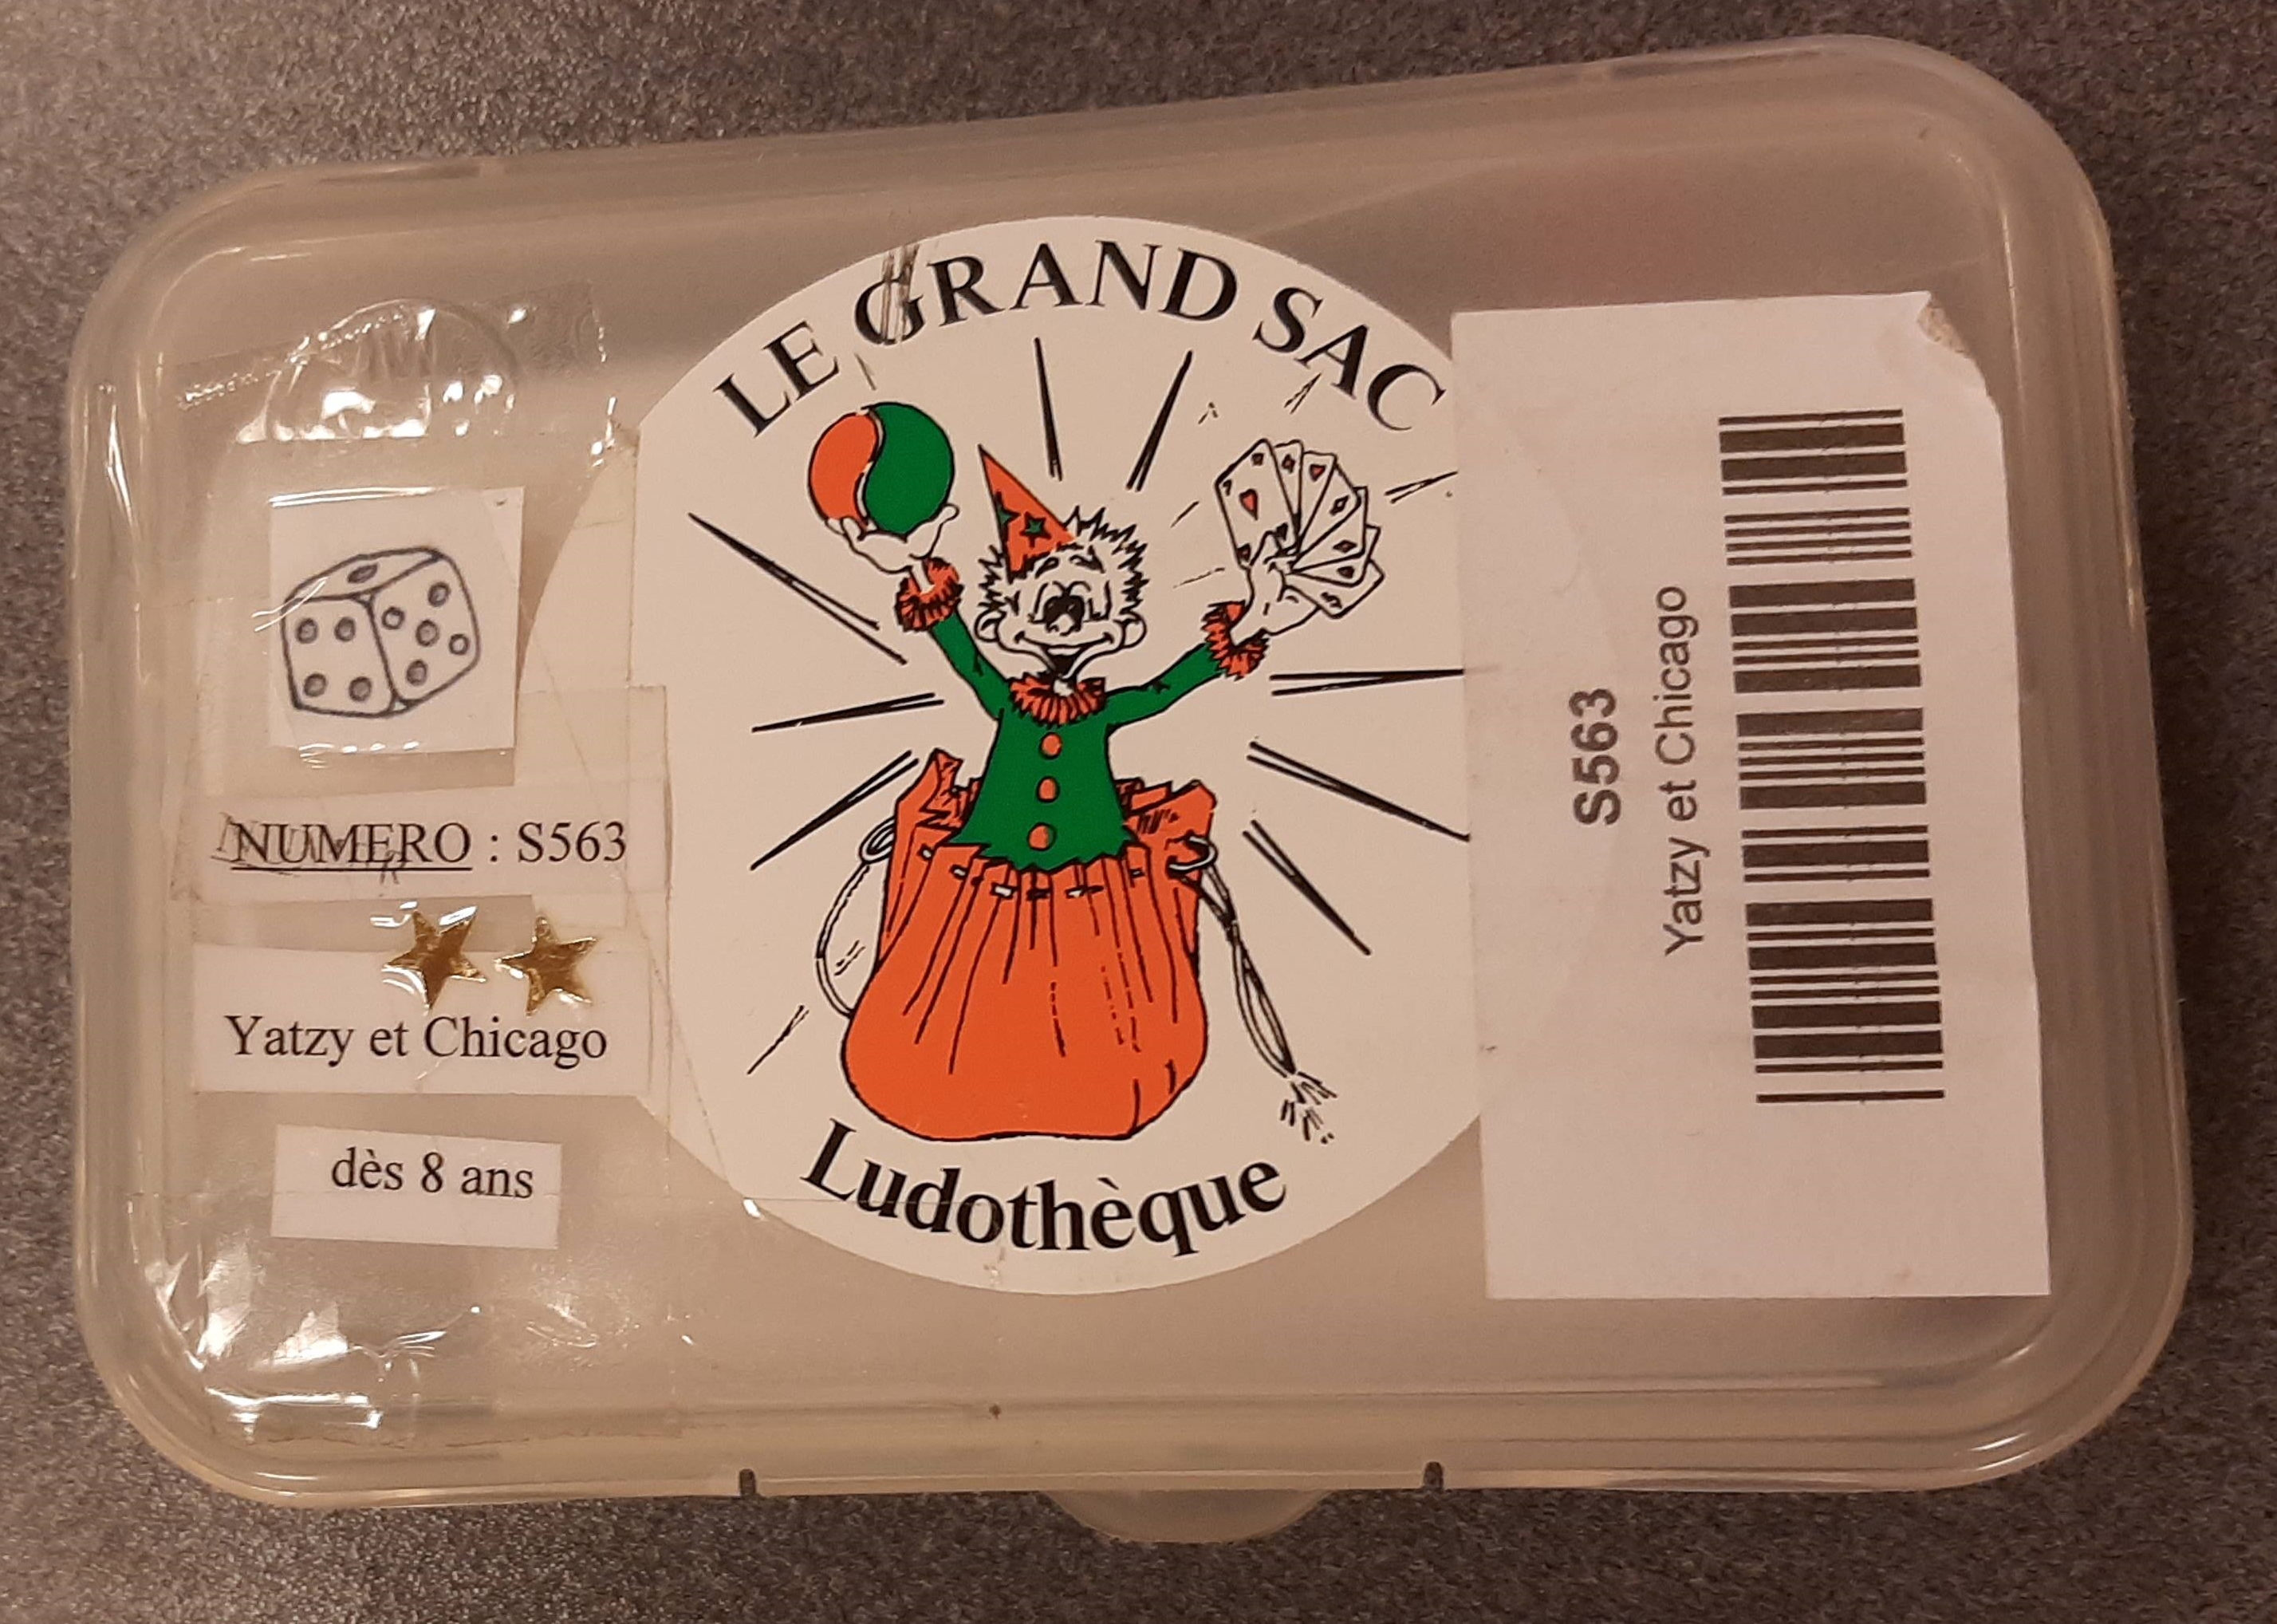 LE GRAND SAC
Ludothèque
NUMERO : S563
Yatzy et Chicago
dès 8 ans
S563
Yatzy et Chicago